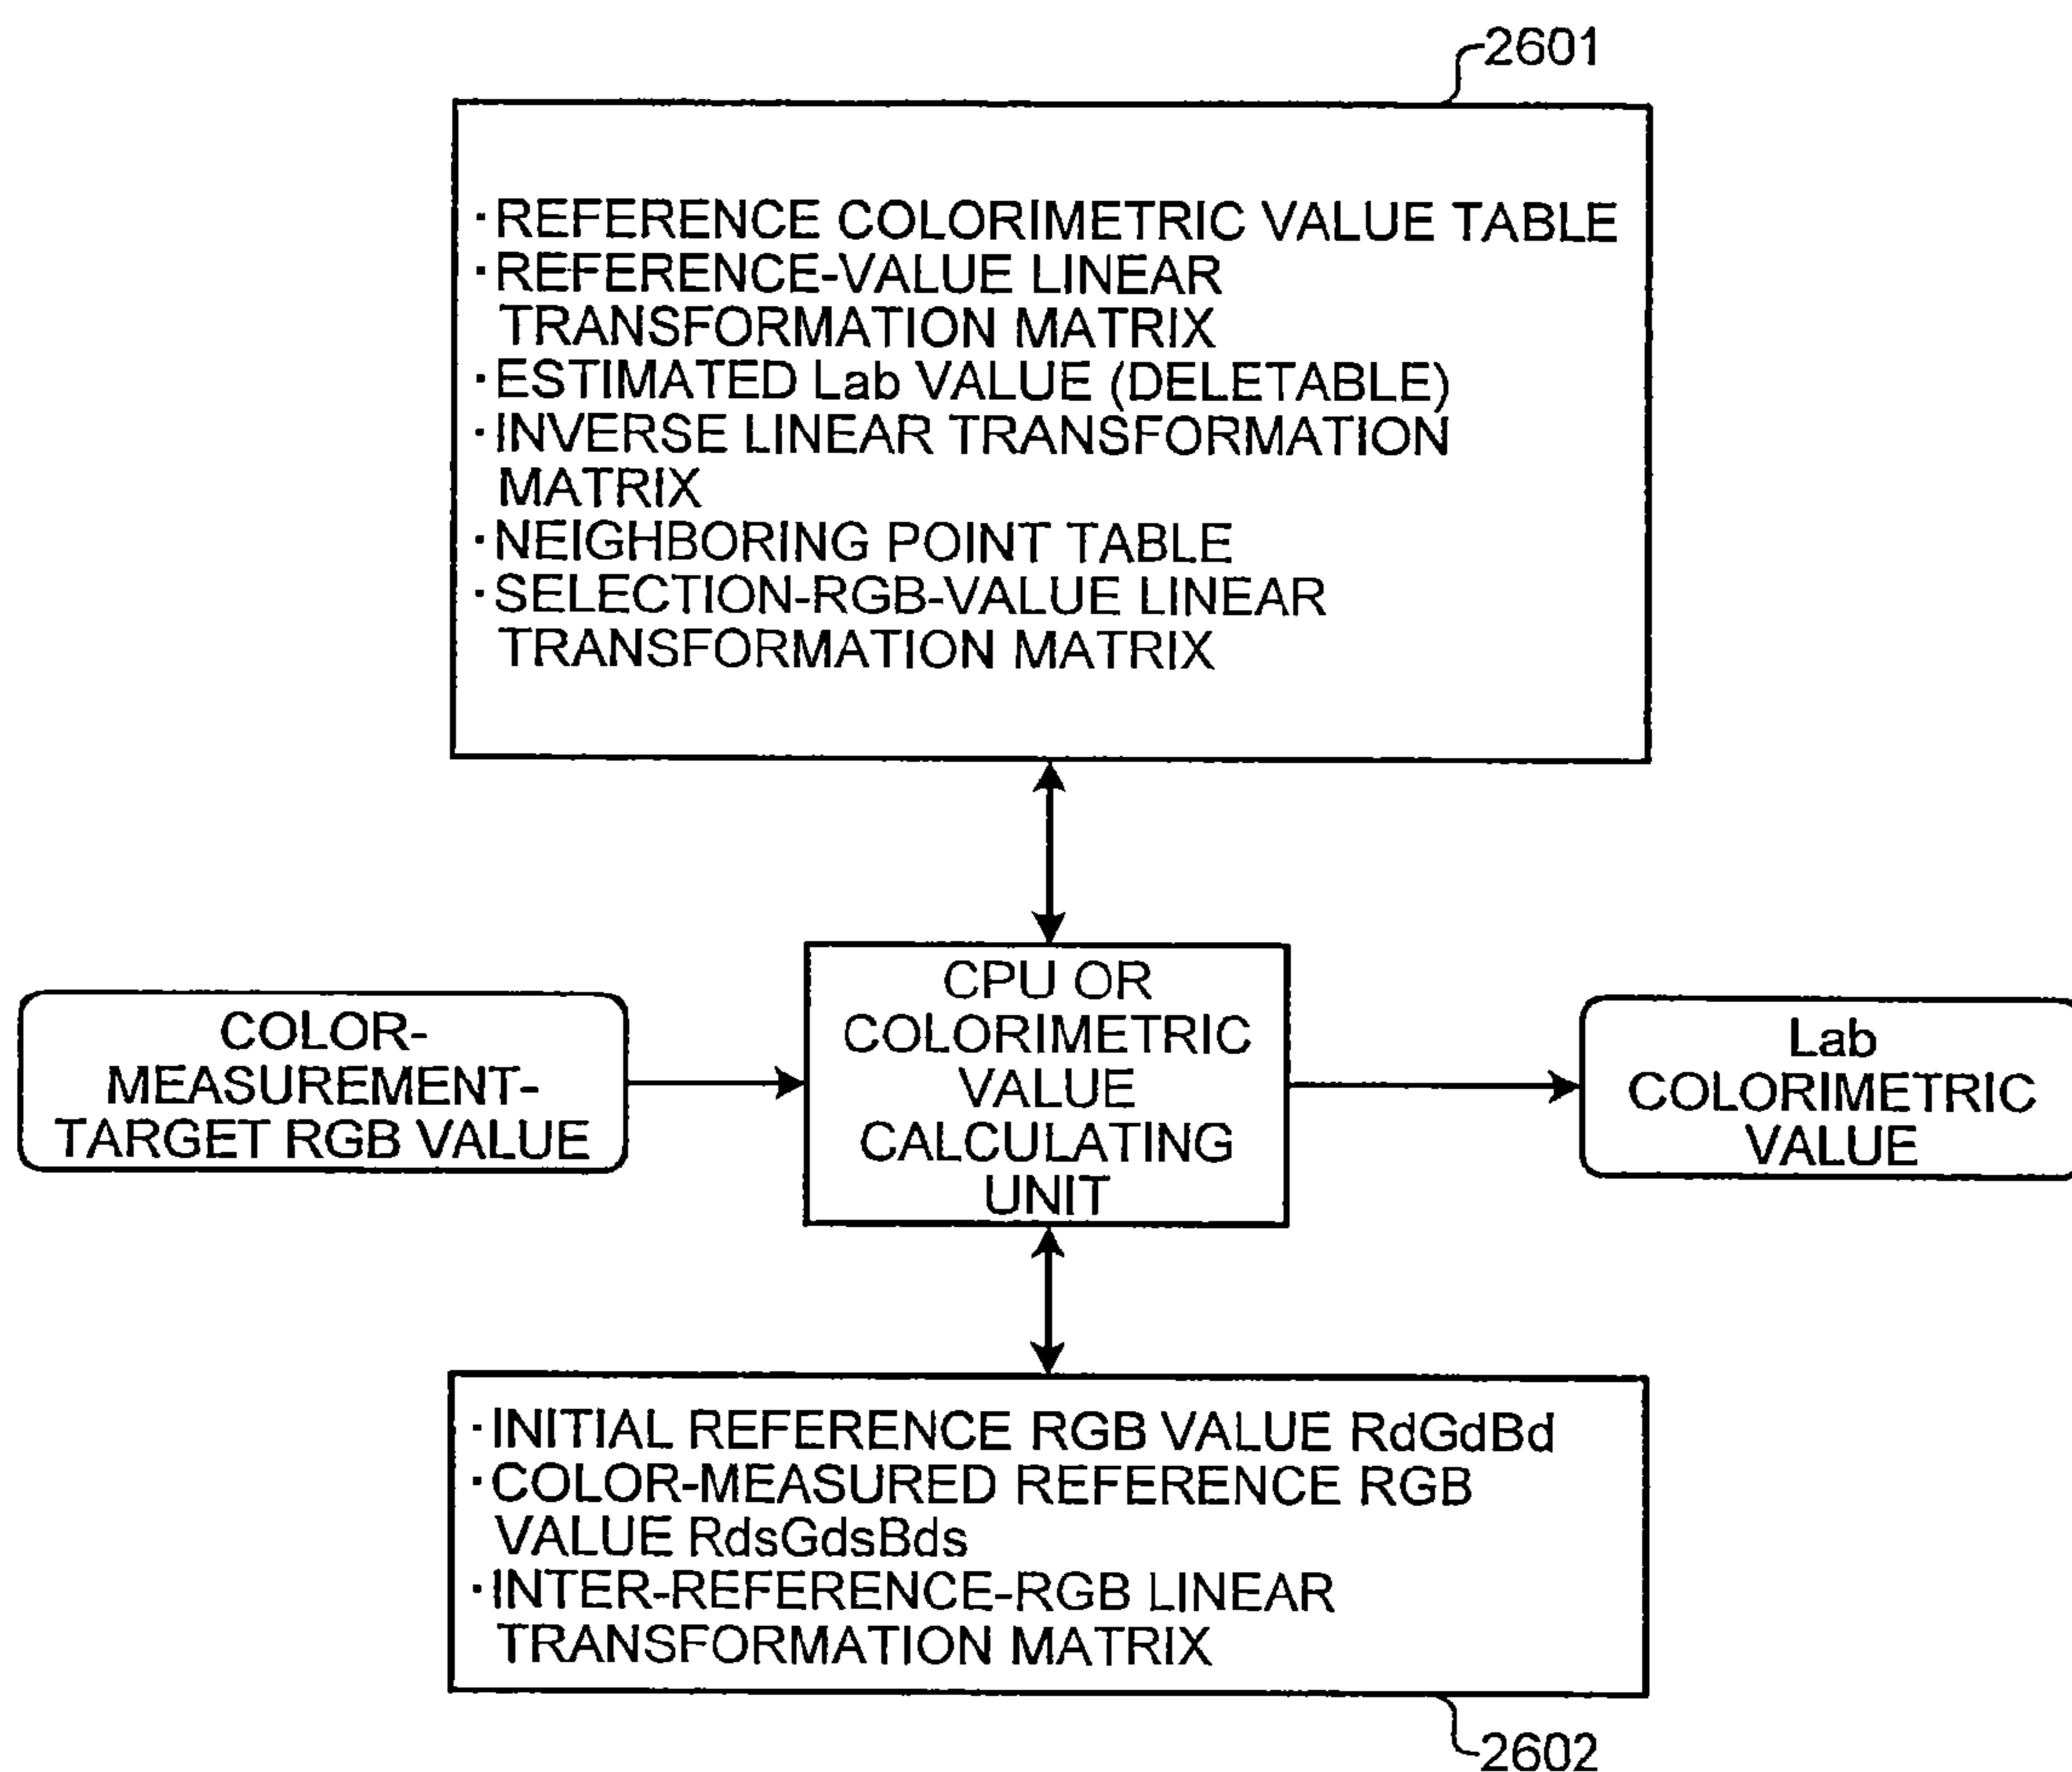 2601
·REFERENCE COLORIMETRIC VALUE TABLE
·REFERENCE-VALUE LINEAR
TRANSFORMATION MATRIX
·ESTIMATED Lab VALUE (DELETABLE)
·INVERSE LINEAR TRANSFORMATION
MATRIX
·NEIGHBORING POINT TABLE
·SELECTION-RGB-VALUE LINEAR
TRANSFORMATION MATRIX
COLOR-
MEASUREMENT-
TARGET RGB VALUE
CPU OR
COLORIMETRIC
VALUE
CALCULATING
UNIT
Lab
COLORIMETRIC
VALUE
·INITIAL REFERENCE RGB VALUE RdGdBd
·COLOR-MEASURED REFERENCE RGB
VALUE RdsGdsBds
·INTER-REFERENCE-RGB LINEAR
TRANSFORMATION MATRIX
2602